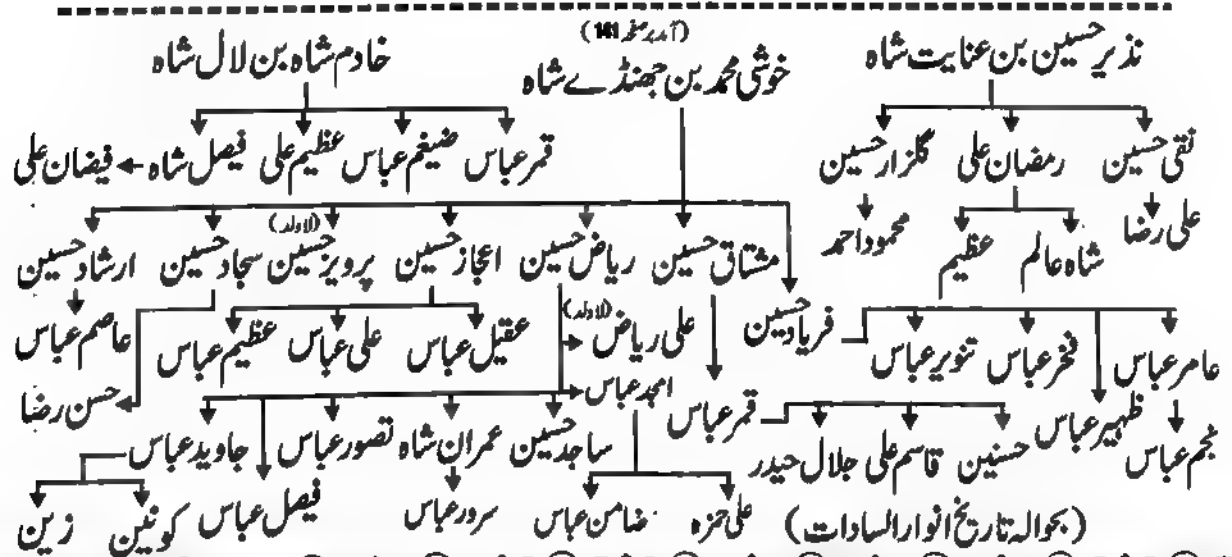 (آمد بر صفحہ 141)
نذیر حسین بن عنایت شاہ خوشی محمد بن جھنڈے شاہ خادم شاہ بن لال شاہ
نقی حسین رمضان علی گلزار حسین قمر عباس ضیغم عباس عظیم علی فیصل شاہ فیضان علی
علی رضا شاہ عالم عظیم محمود احمد
(لاولد)
مشتاق حسین ریاض حسین اعجاز حسین پرویز حسین سجاد حسین ارشاد حسین
(لاولد)
فریاد حسین علی ریاض عقیل عباس علی عباس عظیم عباس عاصم عباس
عامر عباس فخر عباس تنویر عباس امجد عباس حسن رضا
نجم عباس ظہیر عباس قمر عباس
حسنین قاسم علی جلال حیدر ساجد حسین عمران شاہ تصور عباس جاوید عباس
علی حمزہ ضامن عباس سرور عباس فیصل عباس کونین زین
(بحوالہ تاریخ انوار السادات)